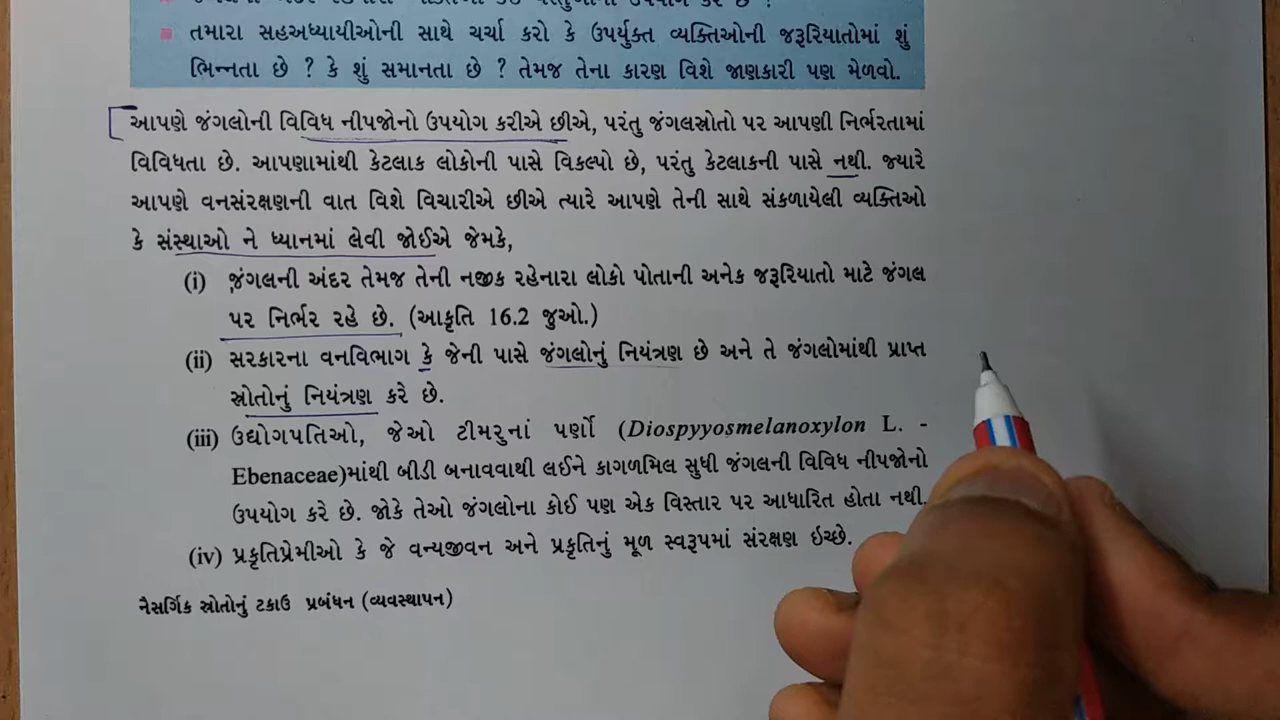 તમારા સહઅધ્યાયીઓની સાથે ચર્ચા કરો કે ઉપર્યુક્ત વ્યક્તિઓની જરૂરિયાતોમાં શું
ભિન્નતા છે ? કે શું સમાનતા છે ? તેમજ તેના કારણ વિશે જાણકારી પણ મેળવો.
આપણે જંગલોની વિવિધ નીપજોનો ઉપયોગ કરીએ છીએ, પરંતુ જંગલસ્રોતો પર આપણી નિર્ભરતામાં
વિવિધતા છે. આપણામાંથી કેટલાક લોકોની પાસે વિકલ્પો છે, પરંતુ કેટલાકની પાસે નથી. જ્યારે
આપણે વનસંરક્ષણની વાત વિશે વિચારીએ છીએ ત્યારે આપણે તેની સાથે સંકળાયેલી વ્યક્તિઓ
કે સંસ્થાઓ ને ધ્યાનમાં લેવી જોઈએ જેમકે,
(i) જંગલની અંદર તેમજ તેની નજીક રહેનારા લોકો પોતાની અનેક જરૂરિયાતો માટે જંગલ
પર નિર્ભર રહે છે. (આકૃતિ 16.2 જુઓ.)
(ii) સરકારના વનવિભાગ કે જેની પાસે જંગલોનું નિયંત્રણ છે અને તે જંગલોમાંથી પ્રાપ્ત
સ્રોતોનું નિયંત્રણ કરે છે.
(iii) ઉદ્યોગપતિઓ, જેઓ ટીમરુનાં પર્ણો (Diospyyosmelanoxylon L. -
Ebenaceae)માંથી બીડી બનાવવાથી લઈને કાગળમિલ સુધી જંગલની વિવિધ નીપજોનો
ઉપયોગ કરે છે. જોકે તેઓ જંગલોના કોઈ પણ એક વિસ્તાર પર આધારિત હોતા નથી.
(iv) પ્રકૃતિપ્રેમીઓ કે જે વન્યજીવન અને પ્રકૃતિનું મૂળ સ્વરૂપમાં સંરક્ષણ ઇચ્છે.
નૈસર્ગિક સ્રોતોનું ટકાઉ પ્રબંધન (વ્યવસ્થાપન)